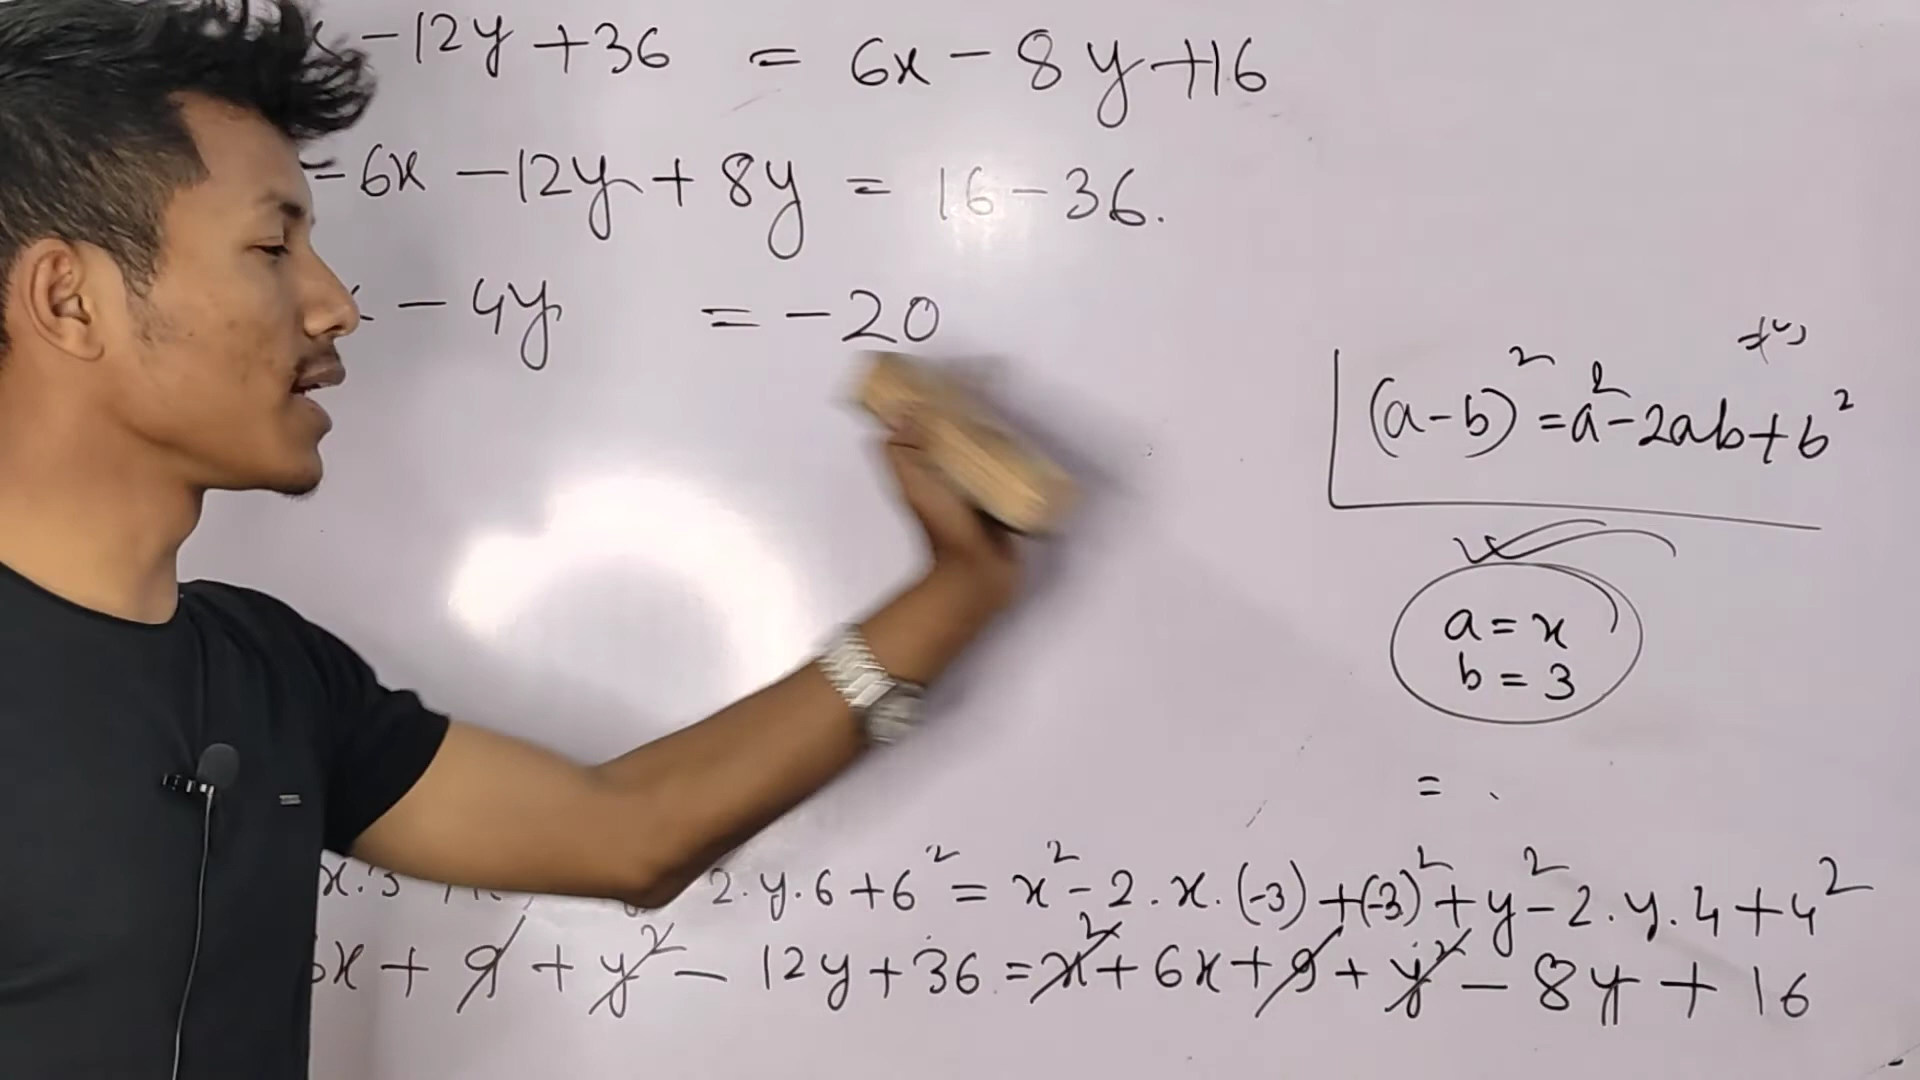 -12y+36 = 6x-8y+16
=6x-12y+8y = 16-36.
-4y = -20
(a-b)²=a²-2ab+b²
a=x
b=3
=
x.3 2.y.6+6²=x²-2.x.(-3)+(-3)²+y²-2.y.4+4²
x+9+y²-12y+36=x²+6x+9+y²-8y+16